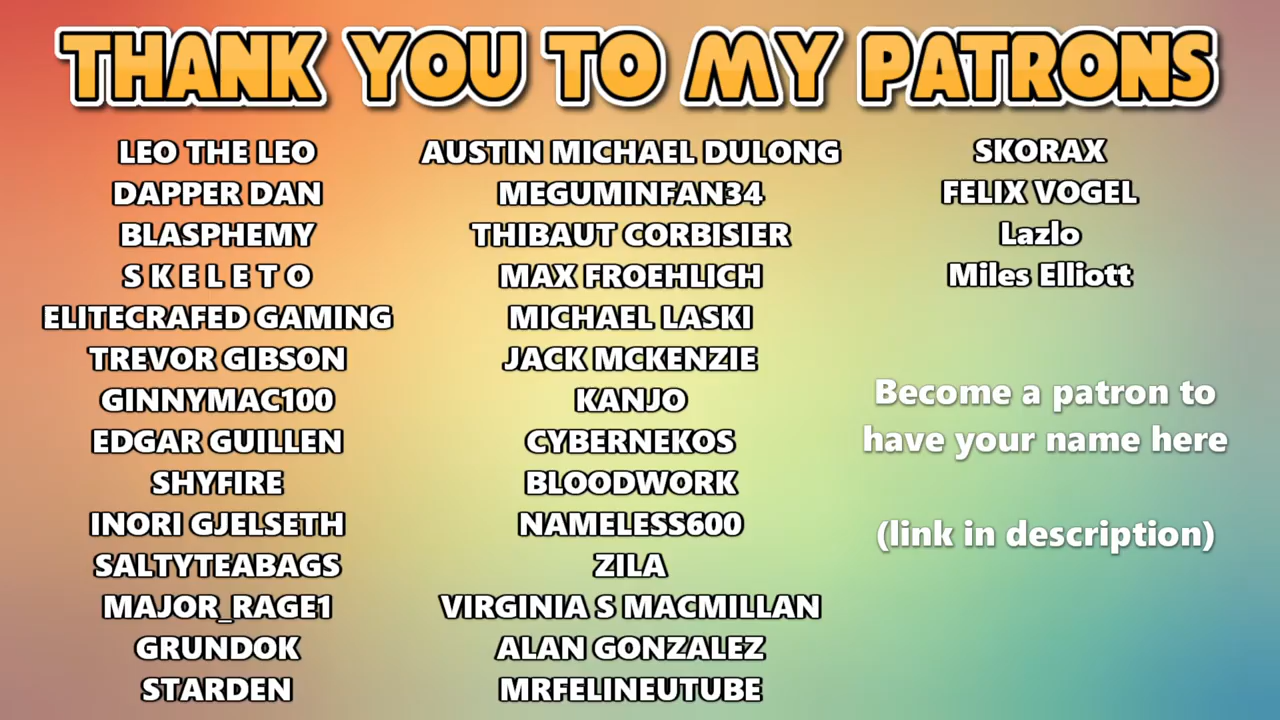 THANK YOU TO MY PATRONS
LEO THE LEO
DAPPER DAN
BLASPHEMY
S K E L E T O
ELITECRAFED GAMING
TREVOR GIBSON
GINNYMAC100
EDGAR GUILLEN
SHYFIRE
INORI GJELSETH
SALTYTEABAGS
MAJOR_RAGE1
GRUNDOK
STARDEN
AUSTIN MICHAEL DULONG
MEGUMINFAN34
THIBAUT CORBISIER
MAX FROEHLICH
MICHAEL LASKI
JACK MCKENZIE
KANJO
CYBERNEKOS
BLOODWORK
NAMELESS600
ZILA
VIRGINIA S MACMILLAN
ALAN GONZALEZ
MRFELINEUTUBE
SKORAX
FELIX VOGEL
Lazlo
Miles Elliott
Become a patron to
have your name here
(link in description)